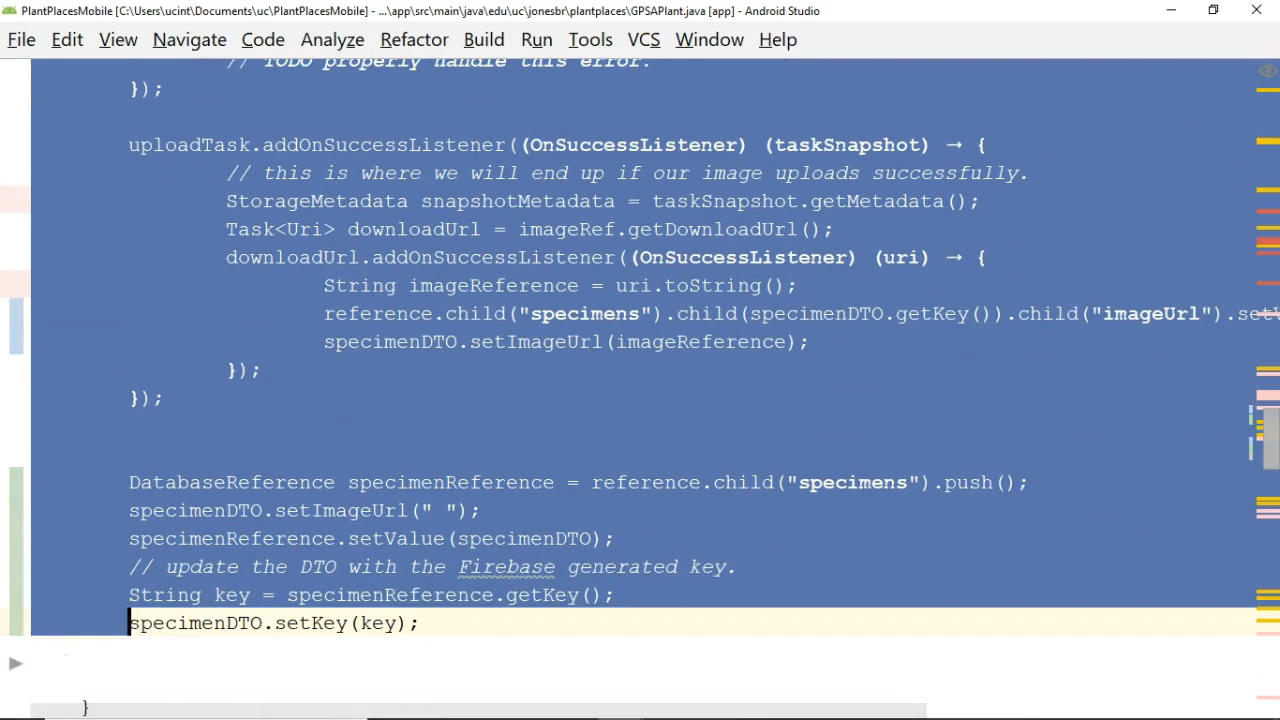 PlantPlacesMobile [C:\Users\ucint\Documents\uc\PlantPlacesMobile] - ...\app\src\main\java\edu\uc\jonesbr\plantplaces\GPSAPlant.java [app] - Android Studio
File Edit View Navigate Code Analyze Refactor Build Run Tools VCS Window Help
// TODO properly handle this error.
});
uploadTask.addOnSuccessListener((OnSuccessListener) (taskSnapshot) → {
// this is where we will end up if our image uploads successfully.
StorageMetadata snapshotMetadata = taskSnapshot.getMetadata();
Task<Uri> downloadUrl = imageRef.getDownloadUrl();
downloadUrl.addOnSuccessListener((OnSuccessListener) (uri) → {
String imageReference = uri.toString();
reference.child("specimens").child(specimenDTO.getKey()).child("imageUrl").set
specimenDTO.setImageUrl(imageReference);
});
});
DatabaseReference specimenReference = reference.child("specimens").push();
specimenDTO.setImageUrl(" ");
specimenReference.setValue(specimenDTO);
// update the DTO with the Firebase generated key.
String key = specimenReference.getKey();
specimenDTO.setKey(key);
}